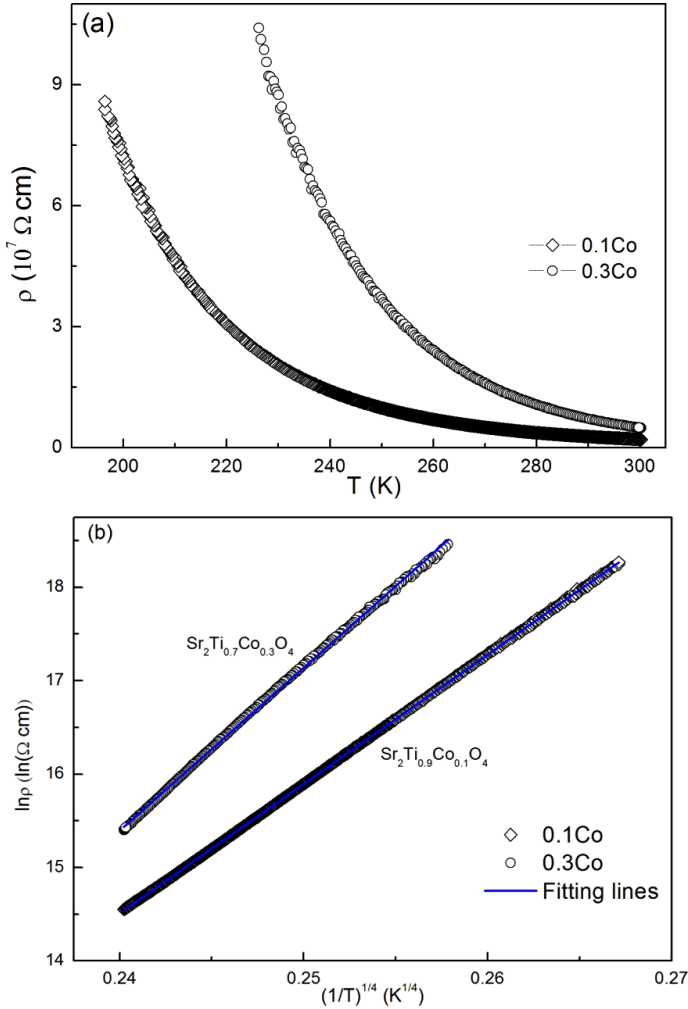 (a)
9
6
3
0
ρ (10⁷ Ω cm)
0.1Co
0.3Co
200 220 240 260 280 300
T (K)
(b)
18
17
16
15
14
lnρ (ln(Ω cm))
Sr₂Ti₀.₇Co₀.₃O₄
Sr₂Ti₀.₉Co₀.₁O₄
0.1Co
0.3Co
Fitting lines
0.24 0.25 0.26 0.27
(1/T)¹/⁴ (K¹/⁴)